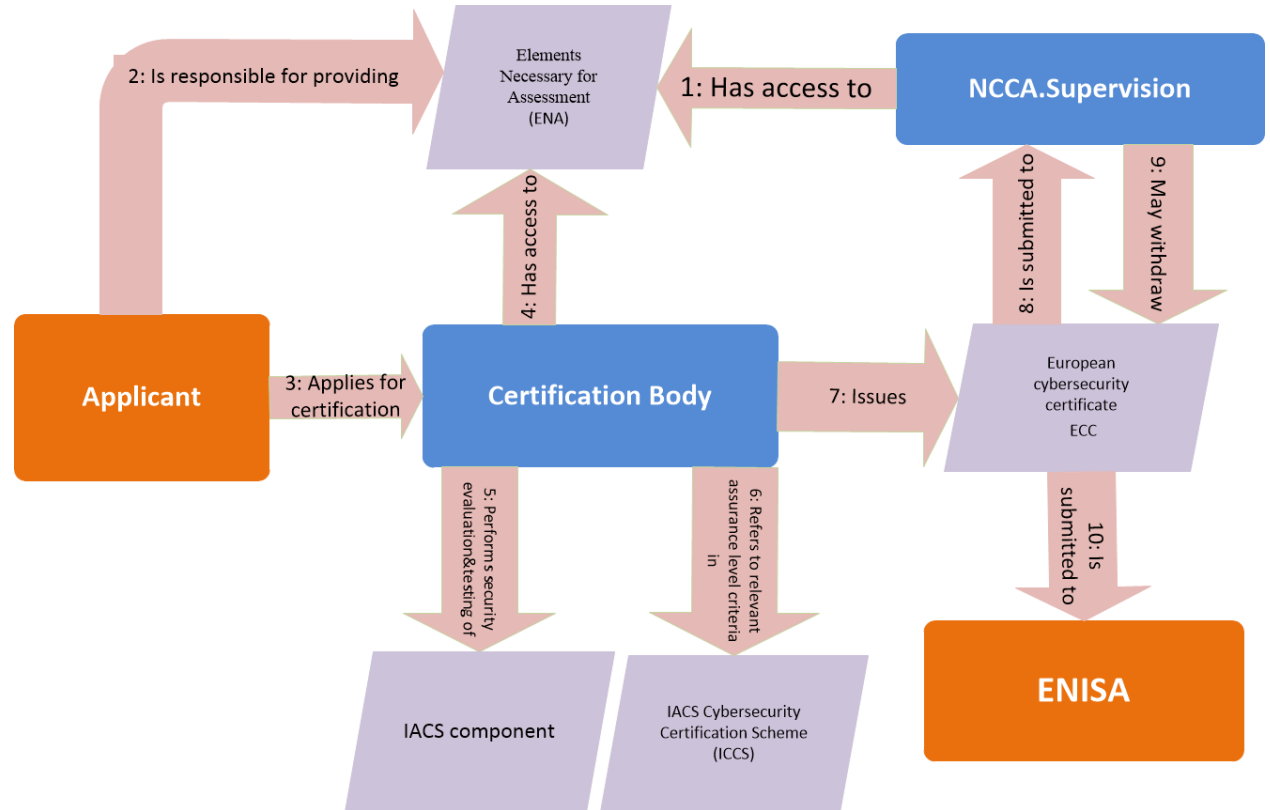 2: Is responsible for providing
Elements
Necessary for
Assessment
(ENA)
1: Has access to
NCCA.Supervision
4: Has access to
8: Is submitted to
9: May withdraw
Applicant
3: Applies for
certification
Certification Body
7: Issues
European
cybersecurity
certificate
ECC
5: Performs security
evaluation&testing of
6: Refers to relevant
assurance level criteria
in
10: Is
submitted to
IACS component
IACS Cybersecurity
Certification Scheme
(ICCS)
ENISA